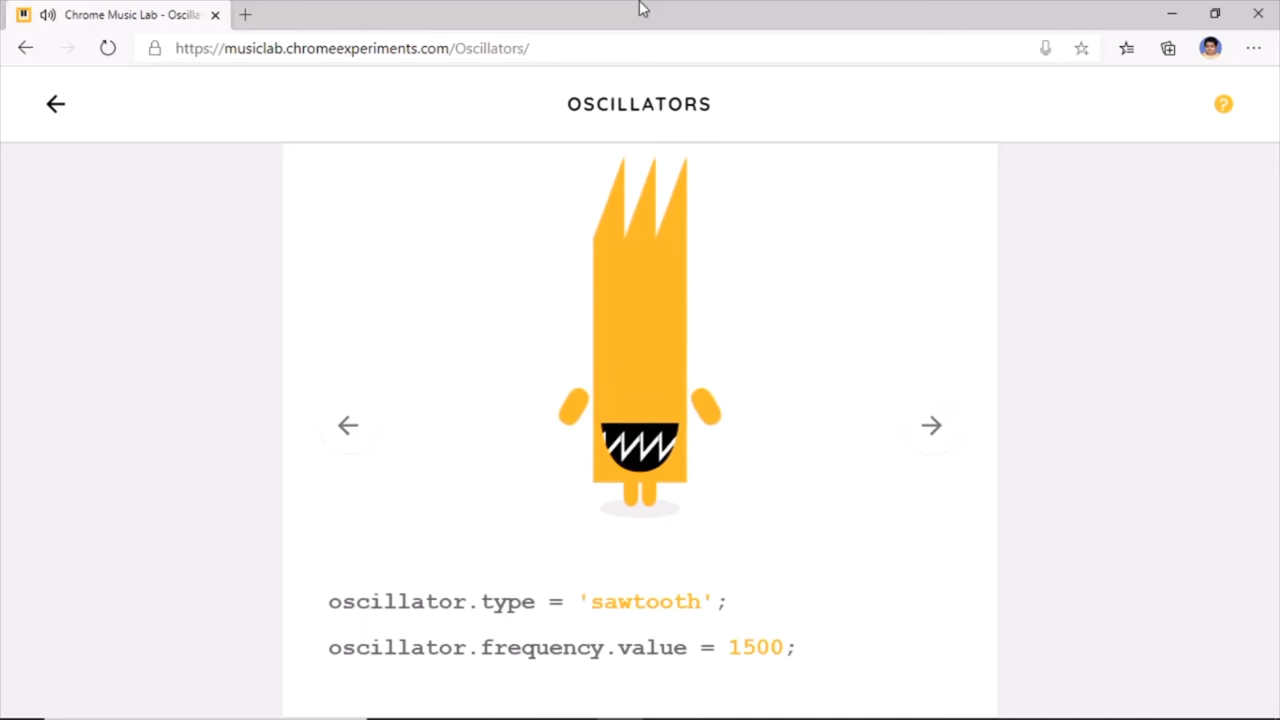 Chrome Music Lab - Oscilla
https://musiclab.chromeexperiments.com/Oscillators/
OSCILLATORS
?
oscillator.type = 'sawtooth';
oscillator.frequency.value = 1500;